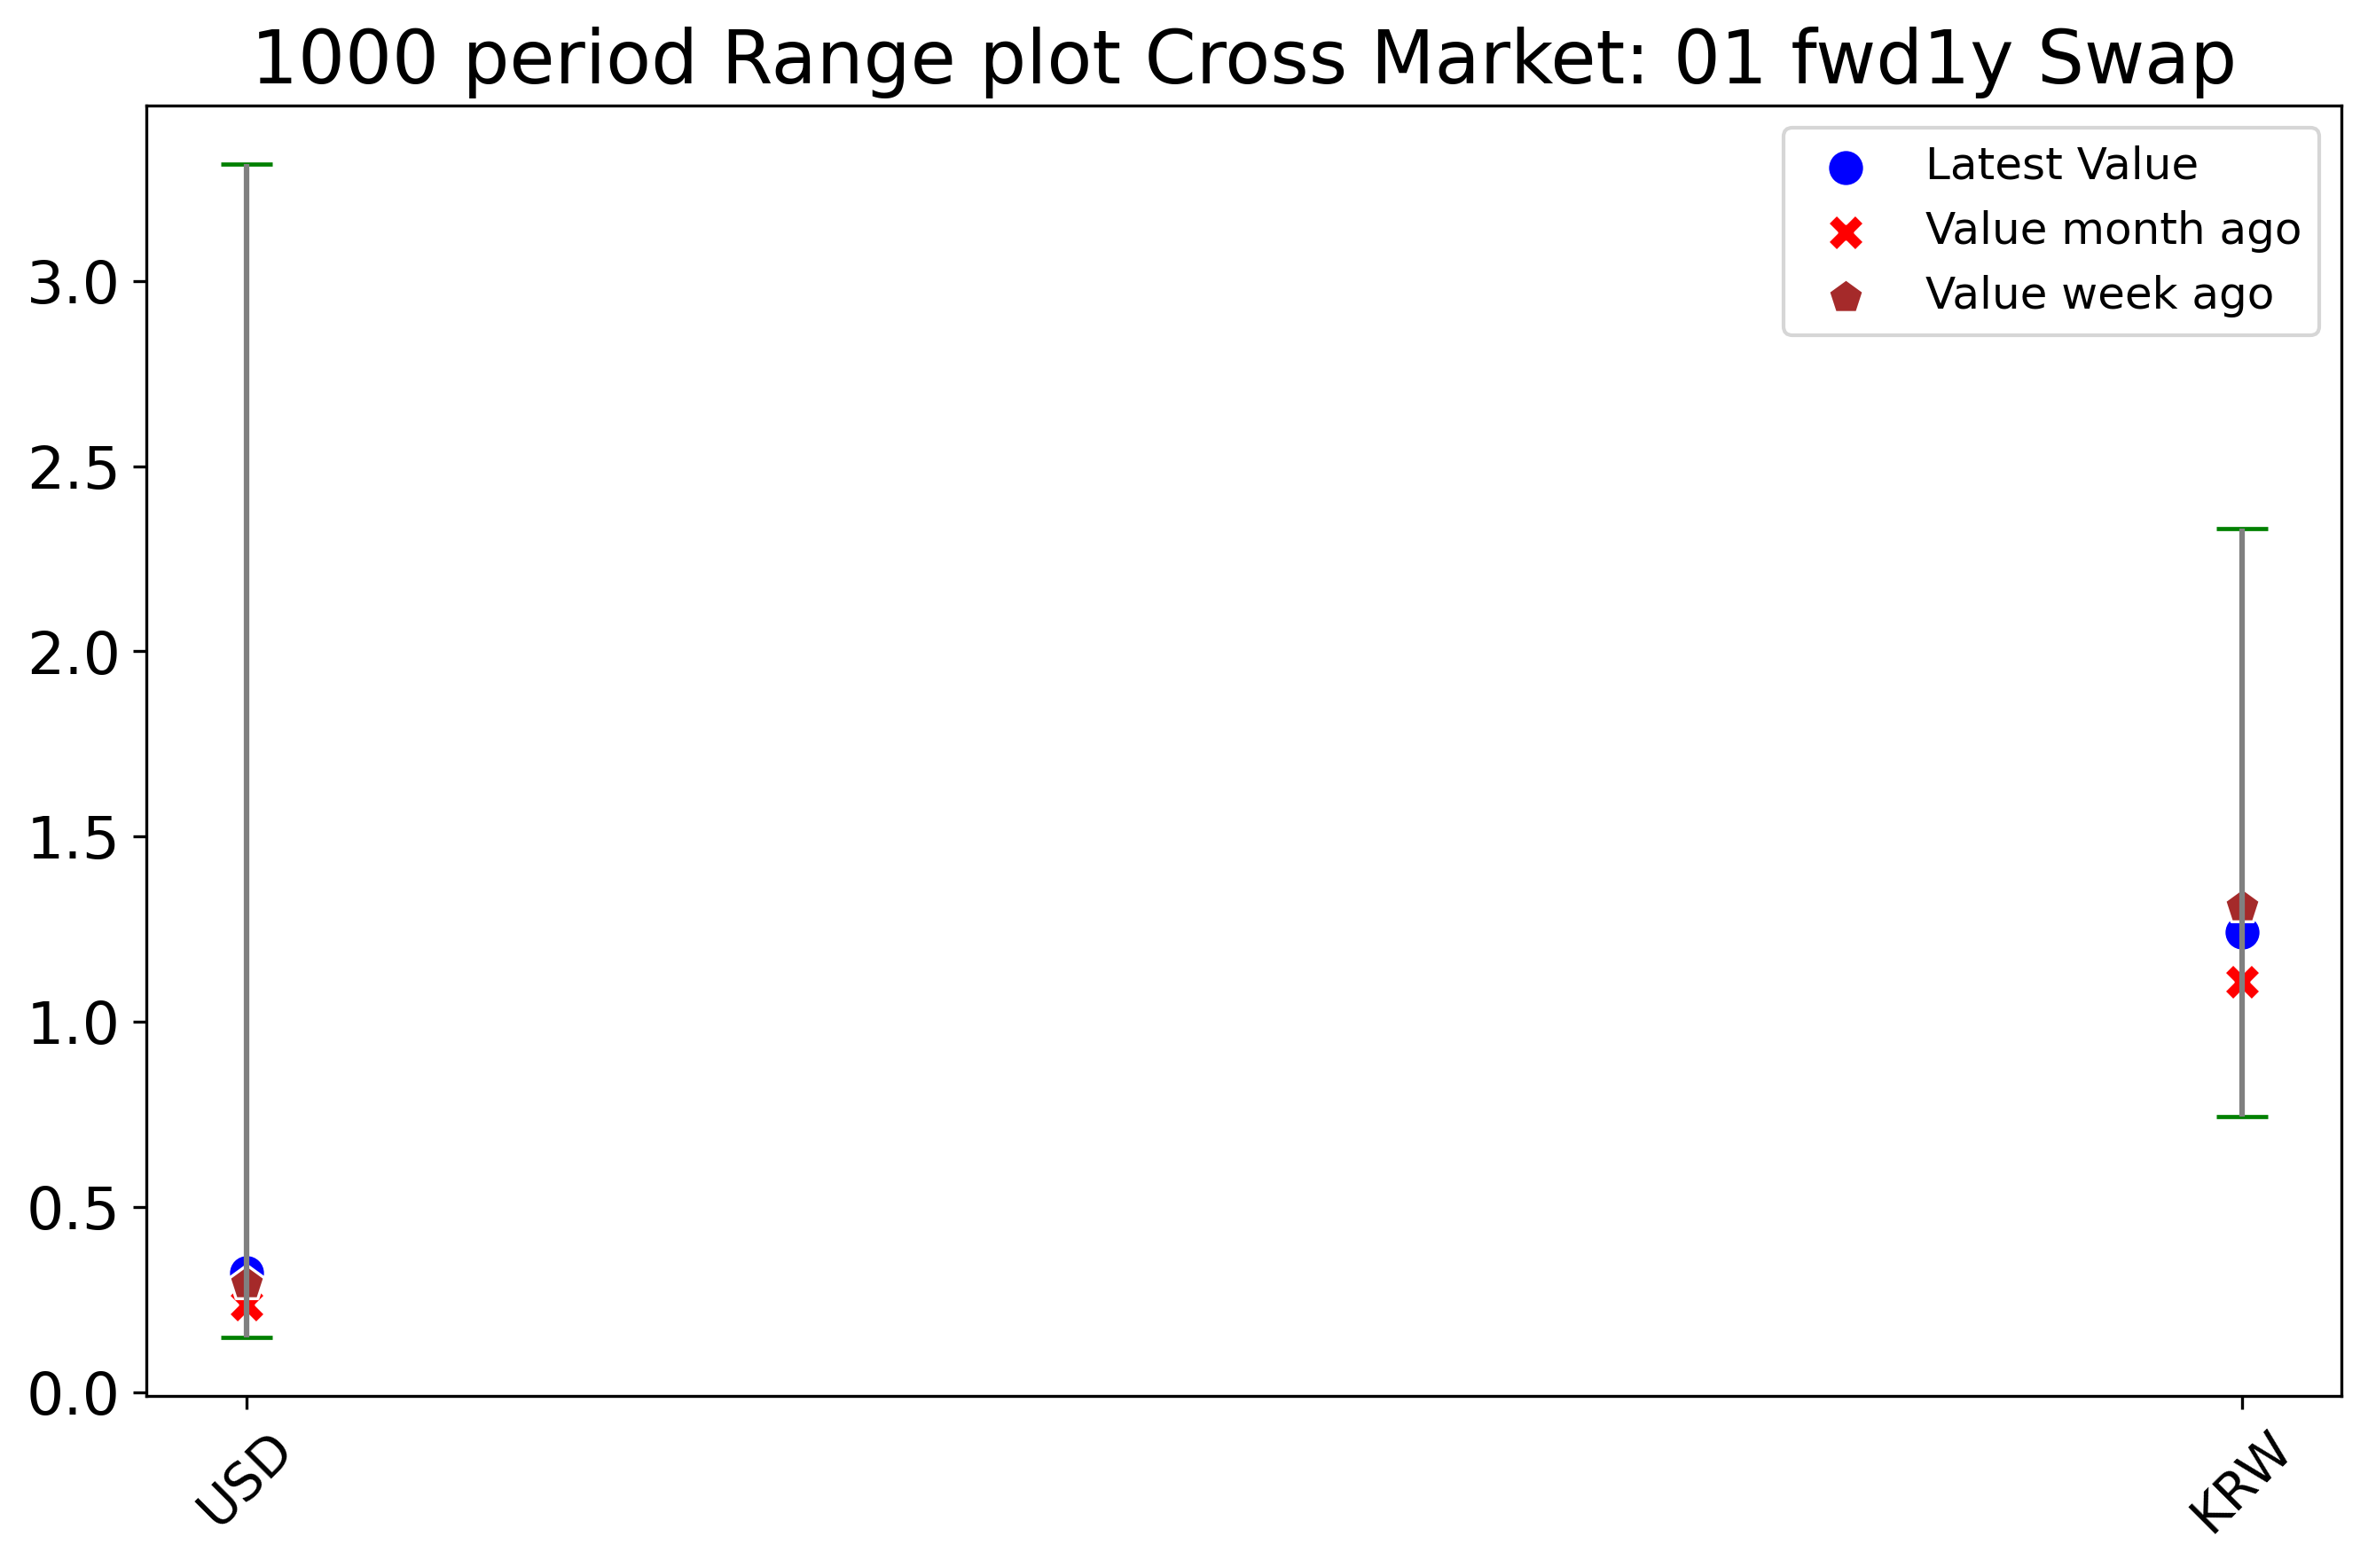 1000 period Range plot Cross Market: 01 fwd1y Swap
Latest Value
Value month ago
Value week ago
3.0
2.5
2.0
1.5
1.0
0.5
0.0
USD
KRW